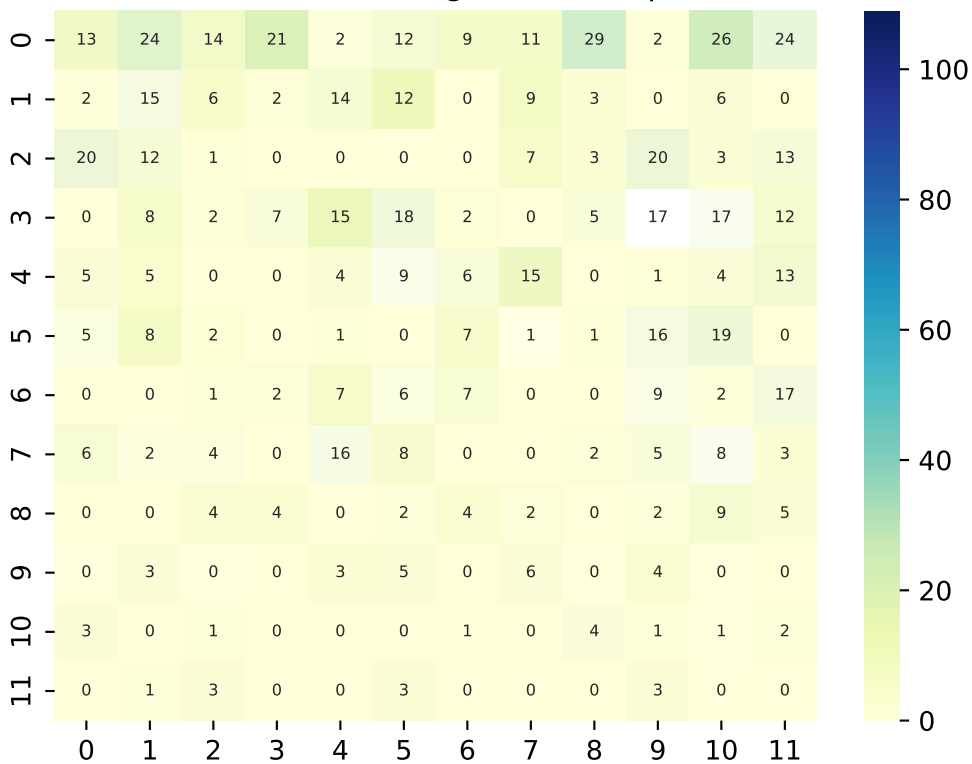 0 13 24 14 21 2 12 9 11 29 2 26 24
1 2 15 6 2 14 12 0 9 3 0 6 0
2 20 12 1 0 0 0 0 7 3 20 3 13
3 0 8 2 7 15 18 2 0 5 17 17 12
4 5 5 0 0 4 9 6 15 0 1 4 13
5 5 8 2 0 1 0 7 1 1 16 19 0
6 0 0 1 2 7 6 7 0 0 9 2 17
7 6 2 4 0 16 8 0 0 2 5 8 3
8 0 0 4 4 0 2 4 2 0 2 9 5
9 0 3 0 0 3 5 0 6 0 4 0 0
10 3 0 1 0 0 0 1 0 4 1 1 2
11 0 1 3 0 0 3 0 0 0 3 0 0
0 1 2 3 4 5 6 7 8 9 10 11
100
80
60
40
20
0